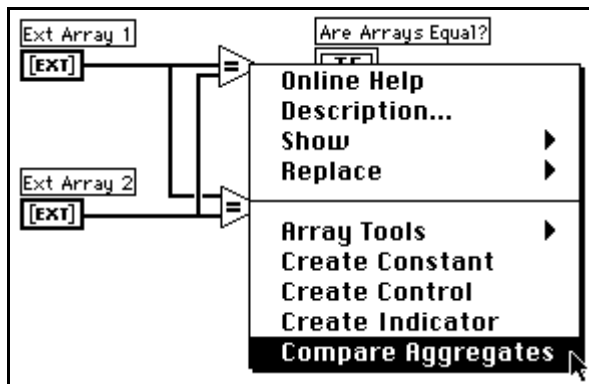 Ext Array 1
[EXT]
Are Arrays Equal?
=
Online Help
Description...
Show
Replace
Ext Array 2
[EXT]
=
Array Tools
Create Constant
Create Control
Create Indicator
Compare Aggregates